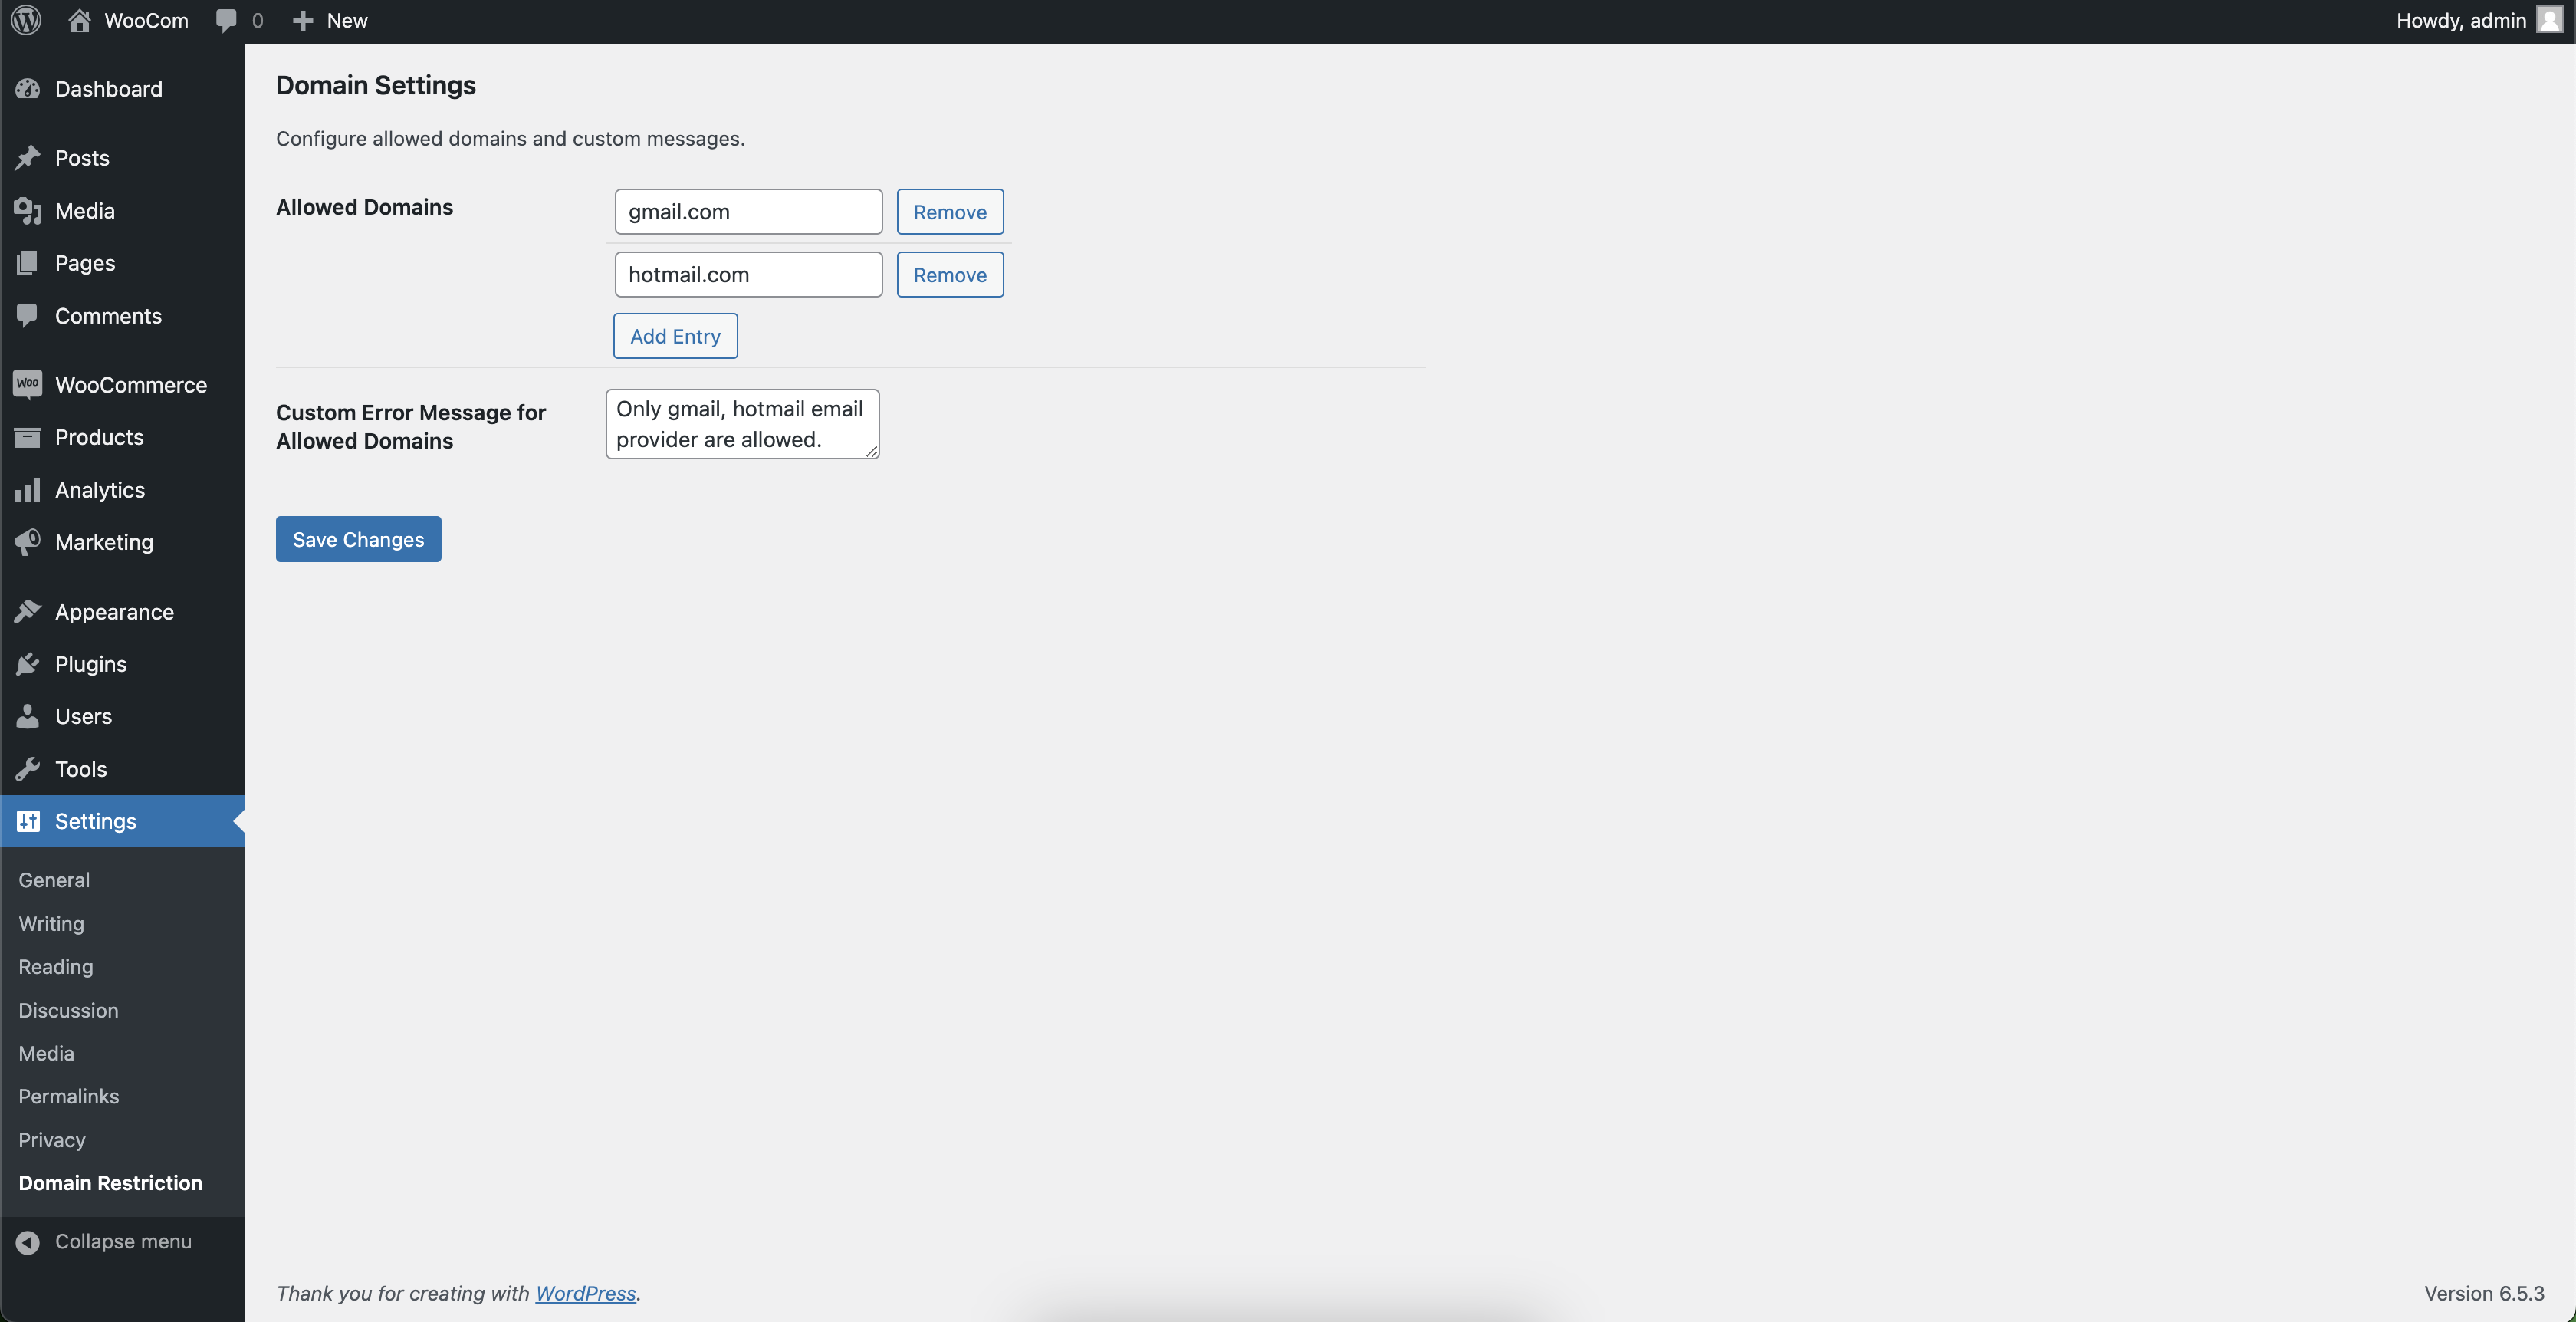 WooCom 0 New Howdy, admin
Dashboard
Posts
Media
Pages
Comments
Woo WooCommerce
Products
Analytics
Marketing
Appearance
Plugins
Users
Tools
Settings
General
Writing
Reading
Discussion
Media
Permalinks
Privacy
Domain Restriction
Collapse menu
Domain Settings
Configure allowed domains and custom messages.
Allowed Domains
gmail.com Remove
hotmail.com Remove
Add Entry
Custom Error Message for
Allowed Domains
Only gmail, hotmail email
provider are allowed.
Save Changes
Thank you for creating with WordPress.
Version 6.5.3